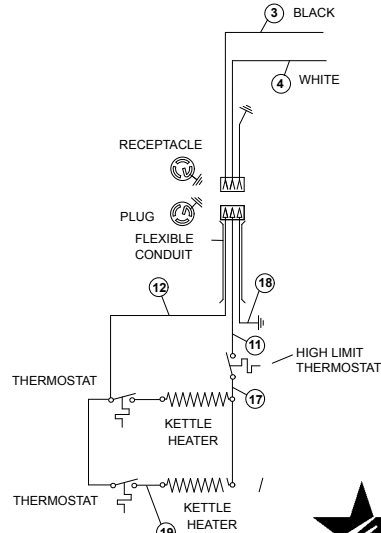 3 BLACK
4 WHITE
RECEPTACLE
PLUG
FLEXIBLE
CONDUIT
12
18
11
HIGH LIMIT
THERMOSTAT
THERMOSTAT
17
KETTLE
HEATER
THERMOSTAT
KETTLE
HEATER
19